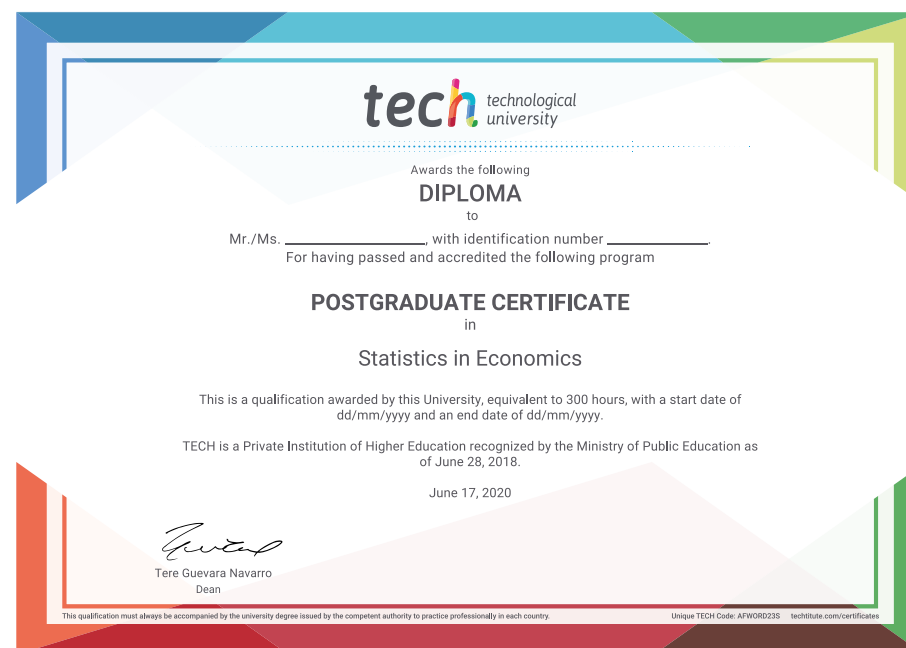 tech technological
university
Awards the following
DIPLOMA
to
Mr./Ms. ____________, with identification number _________.
For having passed and accredited the following program
POSTGRADUATE CERTIFICATE
in
Statistics in Economics
This is a qualification awarded by this University, equivalent to 300 hours, with a start date of
dd/mm/yyyy and an end date of dd/mm/yyyy.
TECH is a Private Institution of Higher Education recognized by the Ministry of Public Education as
of June 28, 2018.
June 17, 2020
Tere Guevara Navarro
Dean
This qualification must always be accompanied by the university degree issued by the competent authority to practice professionally in each country.
Unique TECH Code: AFWORD23S techtitute.com/certificates